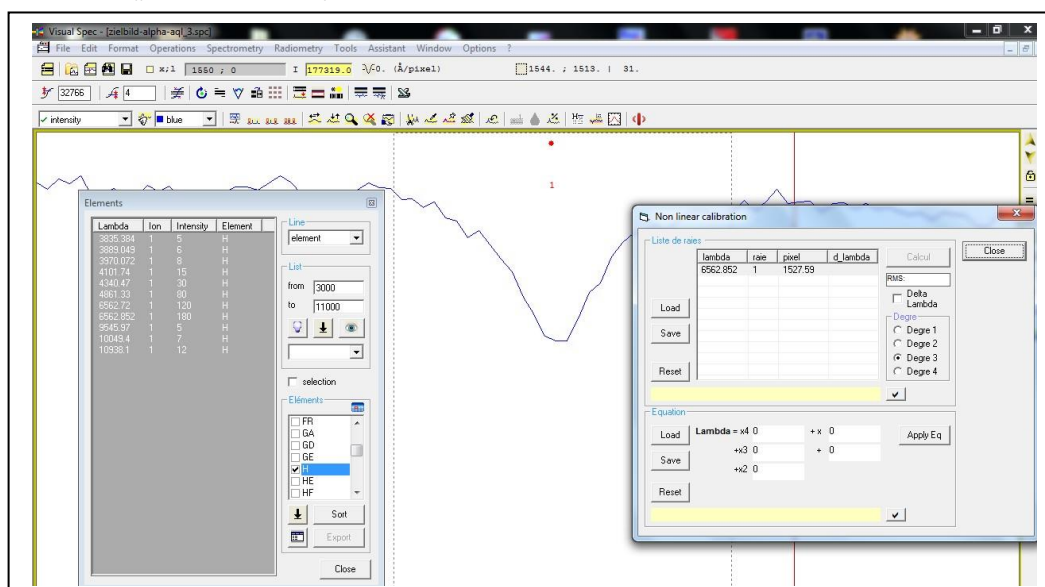 Visual Spec - [zielbild-alpha-aql_3.spc]
File Edit Format Operations Spectrometry Radiometry Tools Assistant Window Options ?
x;1 1550 ; 0 I 177319.0 0. (Å/pixel) 1544. ; 1513. | 31.
32766 4
intensity blue
1
Elements
Lambda Ion Intensity Element
3835.384 1 5 H
3889.049 1 6 H
3970.072 1 8 H
4101.74 1 15 H
4340.47 1 30 H
4861.33 1 80 H
6562.72 1 120 H
6562.852 1 180 H
9545.97 1 5 H
10049.4 1 7 H
10938.1 1 12 H
Line
element
List
from 3000
to 11000
selection
Eléments
FR
GA
GD
GE
H
HE
HF
Sort
Export
Close
Non linear calibration
Liste de raies
lambda raie pixel d_lambda
6562.852 1 1527.59
Load
Save
Reset
Calcul
RMS:
Delta
Lambda
Degre
Degre 1
Degre 2
Degre 3
Degre 4
Close
Equation
Load
Save
Reset
Lambda = x4 0 + x 0
+x3 0 + 0
+x2 0
Apply Eq